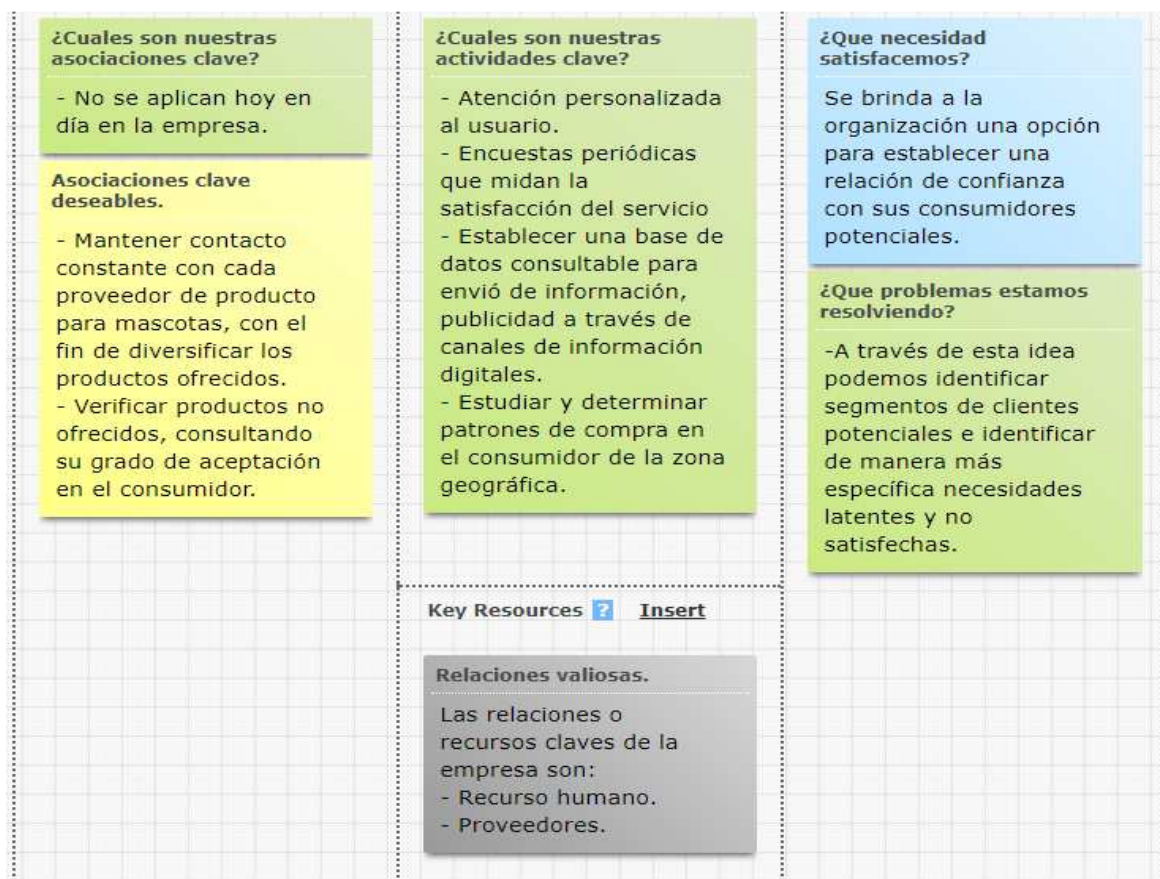 ¿Cuales son nuestras
asociaciones clave?
- No se aplican hoy en
día en la empresa.
Asociaciones clave
deseables.
- Mantener contacto
constante con cada
proveedor de producto
para mascotas, con el
fin de diversificar los
productos ofrecidos.
- Verificar productos no
ofrecidos, consultando
su grado de aceptación
en el consumidor.
¿Cuales son nuestras
actividades clave?
- Atención personalizada
al usuario.
- Encuestas periódicas
que midan la
satisfacción del servicio
- Establecer una base de
datos consultable para
envió de información,
publicidad a través de
canales de información
digitales.
- Estudiar y determinar
patrones de compra en
el consumidor de la zona
geográfica.
Key Resources ? Insert
Relaciones valiosas.
Las relaciones o
recursos claves de la
empresa son:
- Recurso humano.
- Proveedores.
¿Que necesidad
satisfacemos?
Se brinda a la
organización una opción
para establecer una
relación de confianza
con sus consumidores
potenciales.
¿Que problemas estamos
resolviendo?
-A través de esta idea
podemos identificar
segmentos de clientes
potenciales e identificar
de manera más
específica necesidades
latentes y no
satisfechas.